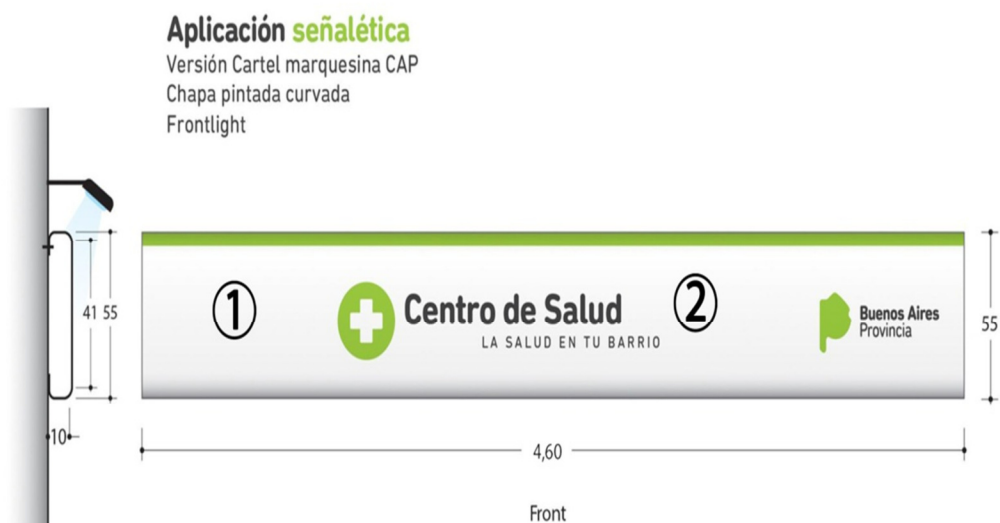 Aplicación señalética
Versión Cartel marquesina CAP
Chapa pintada curvada
Frontlight
41 55
10
①
Centro de Salud
LA SALUD EN TU BARRIO
②
Buenos Aires
Provincia
55
4,60
Front